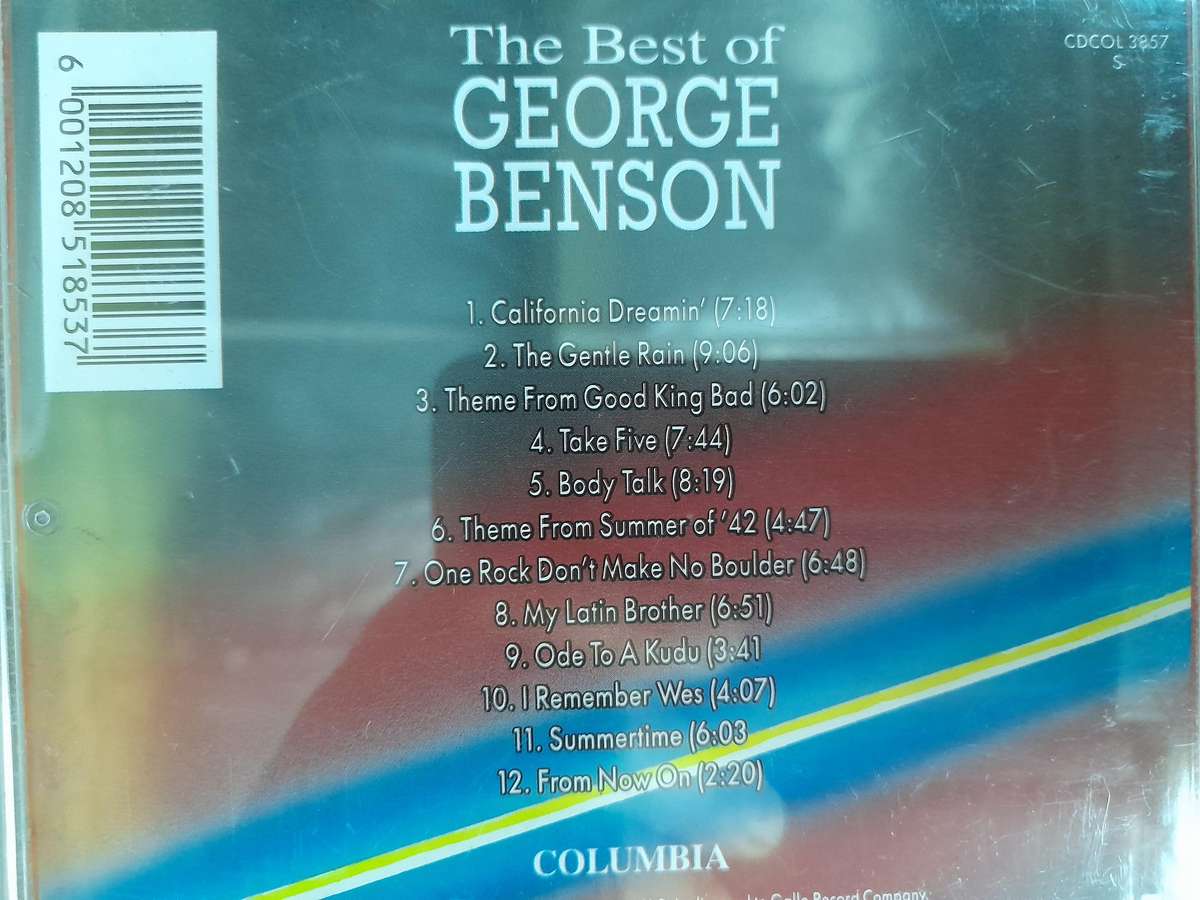 The Best of
GEORGE
BENSON
CDCOL 3857
S
6 001208 518537
1. California Dreamin' (7:18)
2. The Gentle Rain (9:06)
3. Theme From Good King Bad (6:02)
4. Take Five (7:44)
5. Body Talk (8:19)
6. Theme From Summer of '42 (4:47)
7. One Rock Don't Make No Boulder (6:48)
8. My Latin Brother (6:51)
9. Ode To A Kudu (3:41
10. I Remember Wes (4:07)
11. Summertime (6:03
12. From Now On (2:20)
COLUMBIA
Gallo Record Company.